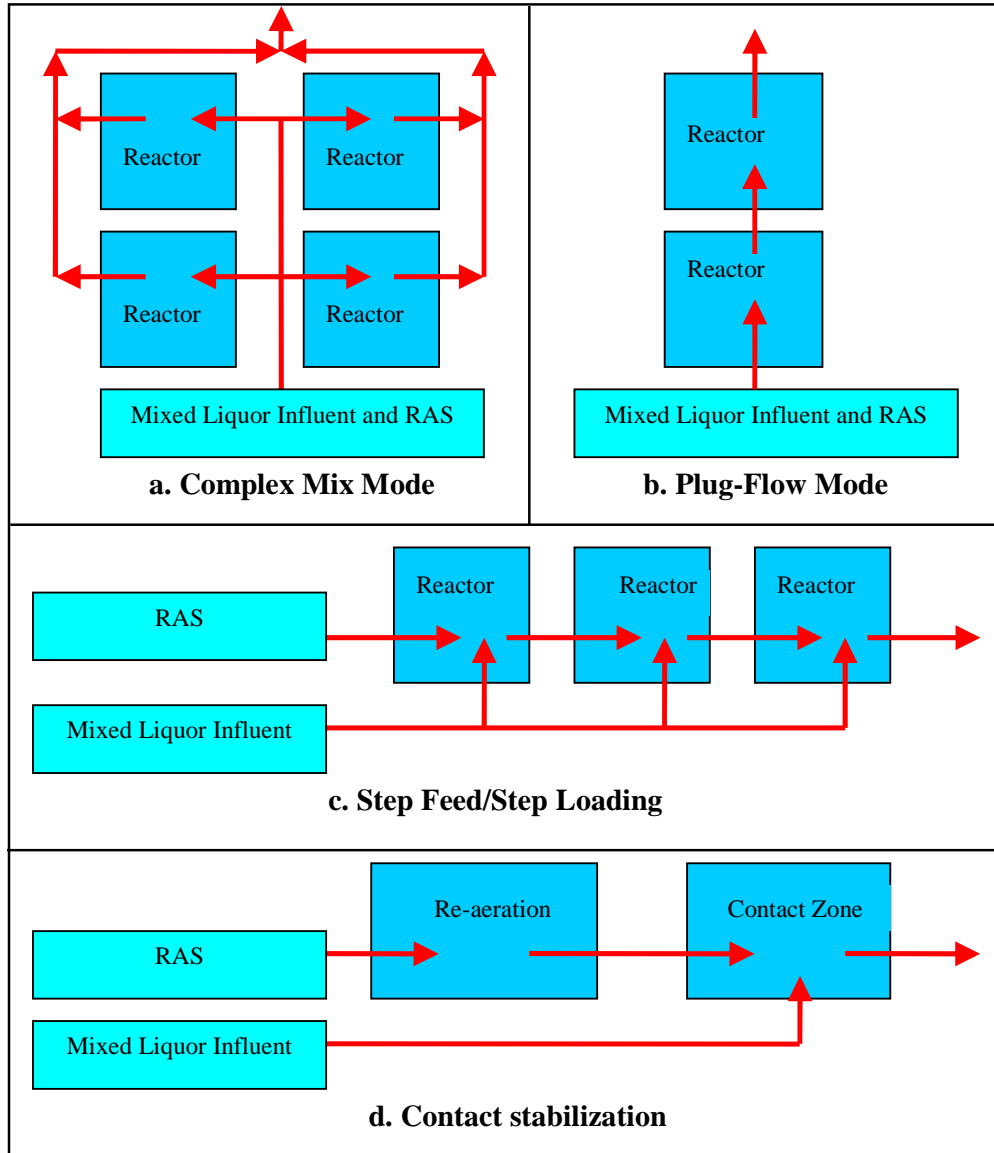 Reactor
Reactor
Reactor
Reactor
Mixed Liquor Influent and RAS
a. Complex Mix Mode
Reactor
Reactor
Mixed Liquor Influent and RAS
b. Plug-Flow Mode
Reactor
Reactor
Reactor
RAS
Mixed Liquor Influent
c. Step Feed/Step Loading
Re-aeration
Contact Zone
RAS
Mixed Liquor Influent
d. Contact stabilization